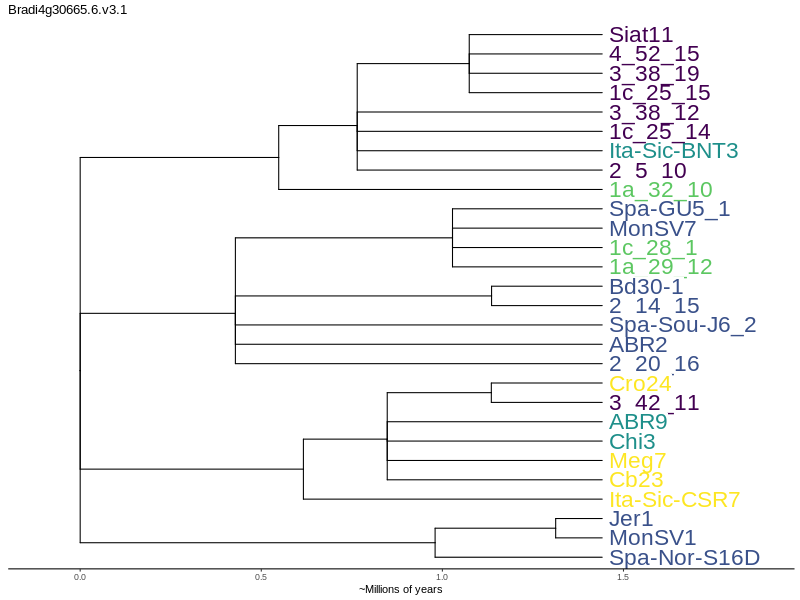 Bradi4g30665.6.v3.1
Siat11
4_52_15
3_38_19
1c_25_15
3_38_12
1c_25_14
Ita-Sic-BNT3
2_5_10
1a_32_10
Spa-GU5_1
MonSV7
1c_28_1
1a_29_12
Bd30-1
2_14_15
Spa-Sou-J6_2
ABR2
2_20_16
Cro24
3_42_11
ABR9
Chi3
Meg7
Cb23
Ita-Sic-CSR7
Jer1
MonSV1
Spa-Nor-S16D
0.0 0.5 1.0 1.5
~Millions of years